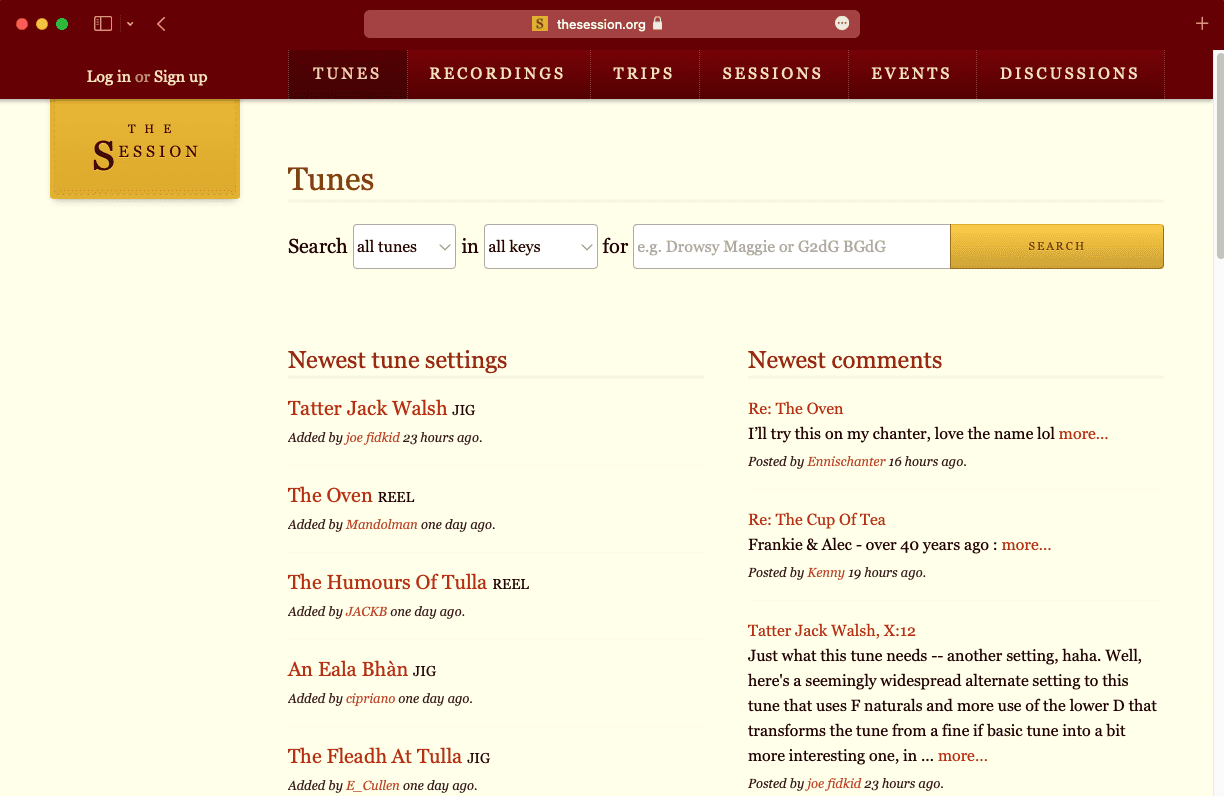 S thesession.org
Log in or Sign up
TUNES
RECORDINGS
TRIPS
SESSIONS
EVENTS
DISCUSSIONS
THE
SESSION
Tunes
Search all tunes in all keys for e.g. Drowsy Maggie or G2dG BGdG SEARCH
Newest tune settings
Tatter Jack Walsh JIG
Added by joe fidkid 23 hours ago.
The Oven REEL
Added by Mandolman one day ago.
The Humours Of Tulla REEL
Added by JACKB one day ago.
An Eala Bhàn JIG
Added by cipriano one day ago.
The Fleadh At Tulla JIG
Added by E_Cullen one day ago.
Newest comments
Re: The Oven
I’ll try this on my chanter, love the name lol more…
Posted by Ennischanter 16 hours ago.
Re: The Cup Of Tea
Frankie & Alec - over 40 years ago : more…
Posted by Kenny 19 hours ago.
Tatter Jack Walsh, X:12
Just what this tune needs -- another setting, haha. Well,
here's a seemingly widespread alternate setting to this
tune that uses F naturals and more use of the lower D that
transforms the tune from a fine if basic tune into a bit
more interesting one, in … more…
Posted by joe fidkid 23 hours ago.